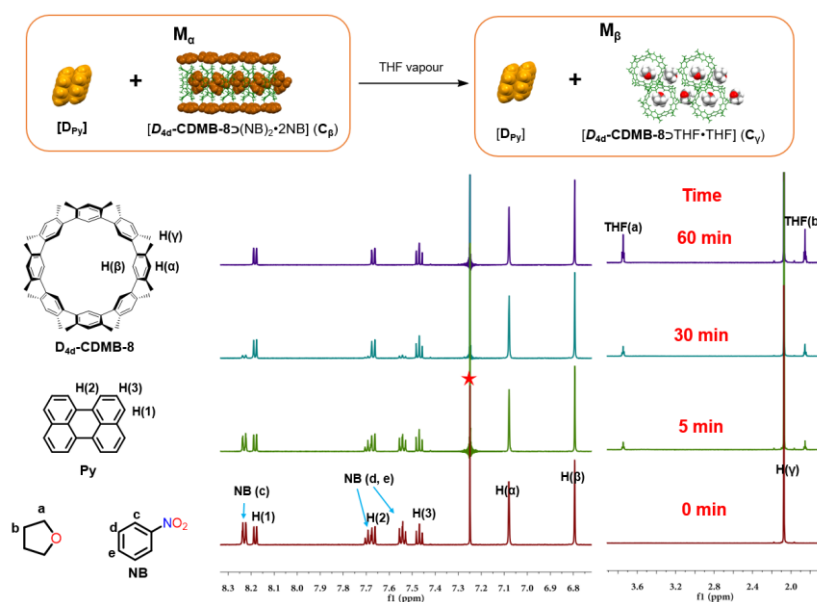 Mα
Mβ
THF vapour
+
+
[DPy]
[D4d-CDMB-8⊃(NB)2•2NB] (Cβ)
[DPy]
[D4d-CDMB-8⊃THF•THF] (Cγ)
Time
THF(a)
THF(b)
60 min
H(γ)
H(β)
H(α)
D4d-CDMB-8
30 min
H(2)
H(3)
H(1)
Py
5 min
NB (c)
H(1)
NB (d, e)
H(2)
H(3)
H(α)
H(β)
H(γ)
0 min
a
b
O
c
d
e
NO2
NB
8.3 8.2 8.1 8.0 7.9 7.8 7.7 7.6 7.5 7.4 7.3 7.2 7.1 7.0 6.9 6.8
f1 (ppm)
3.6 3.2 2.8 2.4 2.0
f1 (ppm)